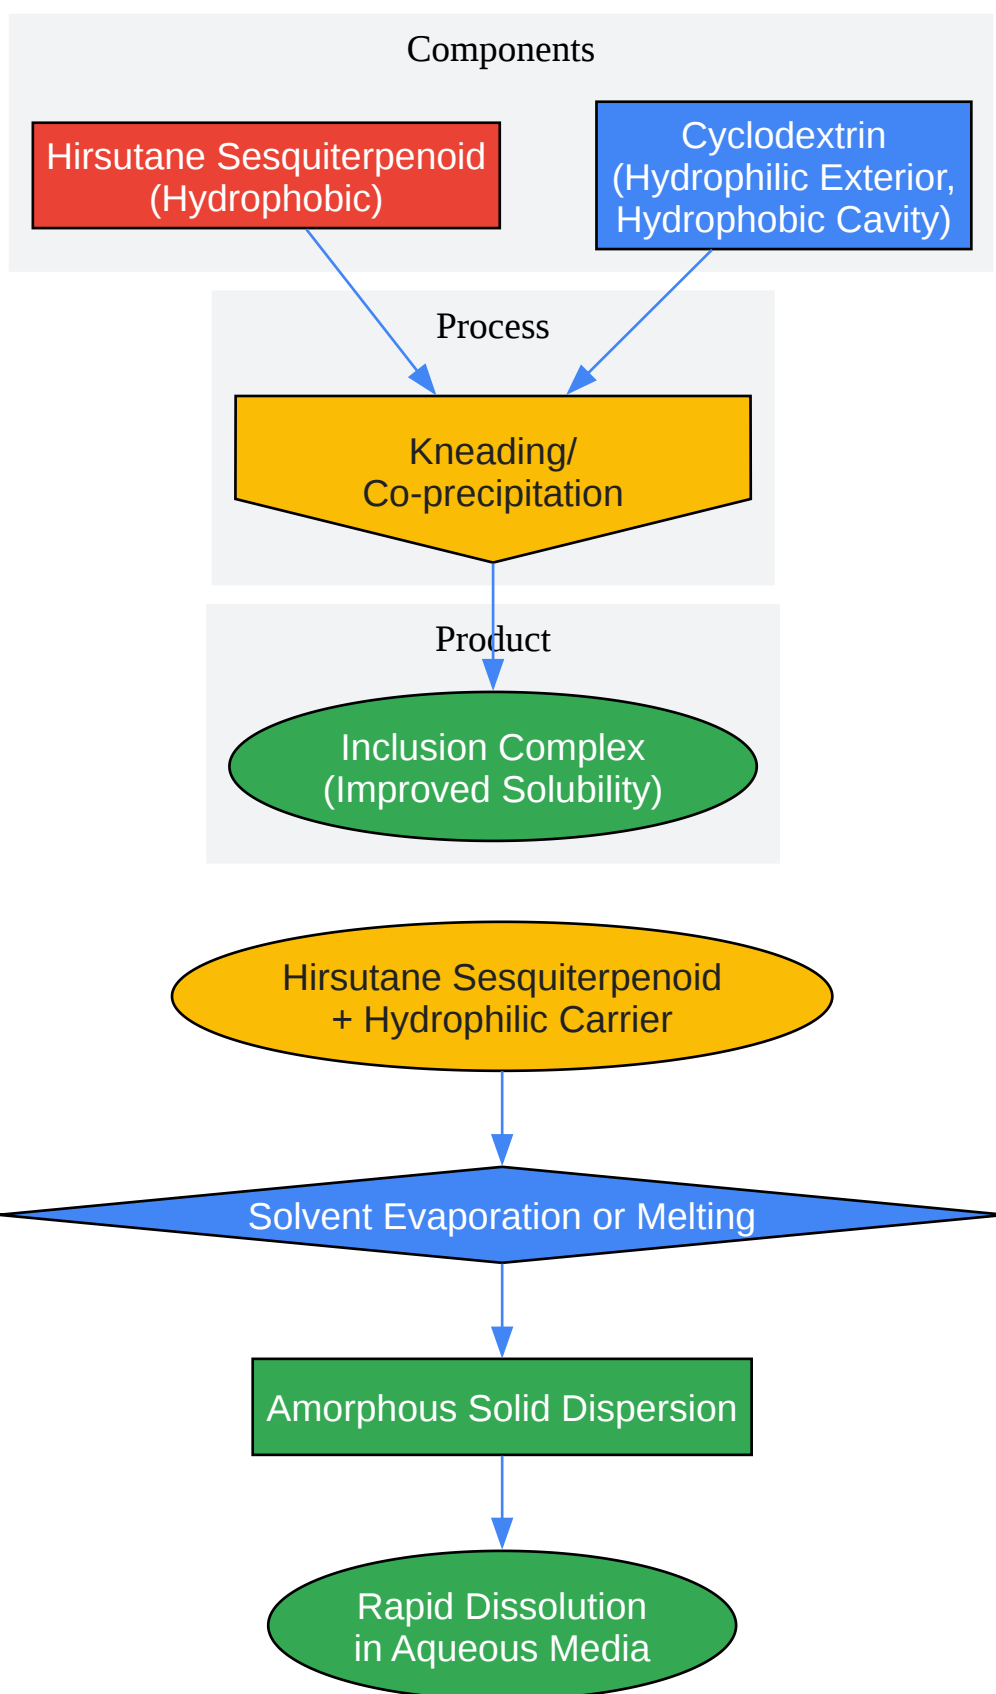 Components
Hirsutane Sesquiterpenoid
(Hydrophobic)
Cyclodextrin
(Hydrophilic Exterior,
Hydrophobic Cavity)
Process
Kneading/
Co-precipitation
Product
Inclusion Complex
(Improved Solubility)
Hirsutane Sesquiterpenoid
+ Hydrophilic Carrier
Solvent Evaporation or Melting
Amorphous Solid Dispersion
Rapid Dissolution
in Aqueous Media